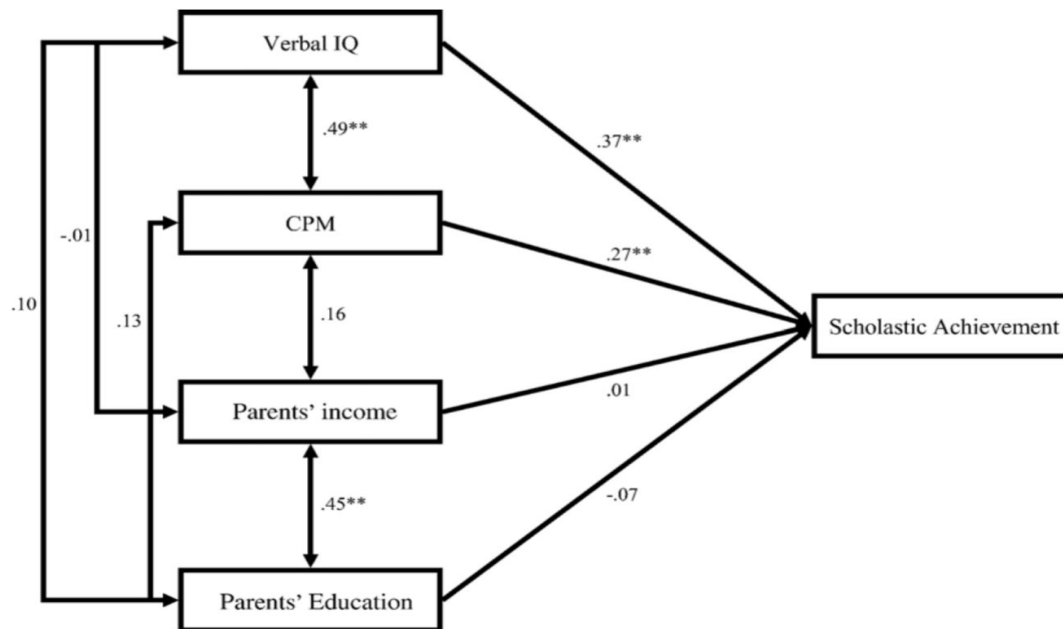 Verbal IQ
.49**
.37**
CPM
-.01
.27**
.10
.13
.16
Scholastic Achievement
Parents' income
.01
.45**
-.07
Parents' Education